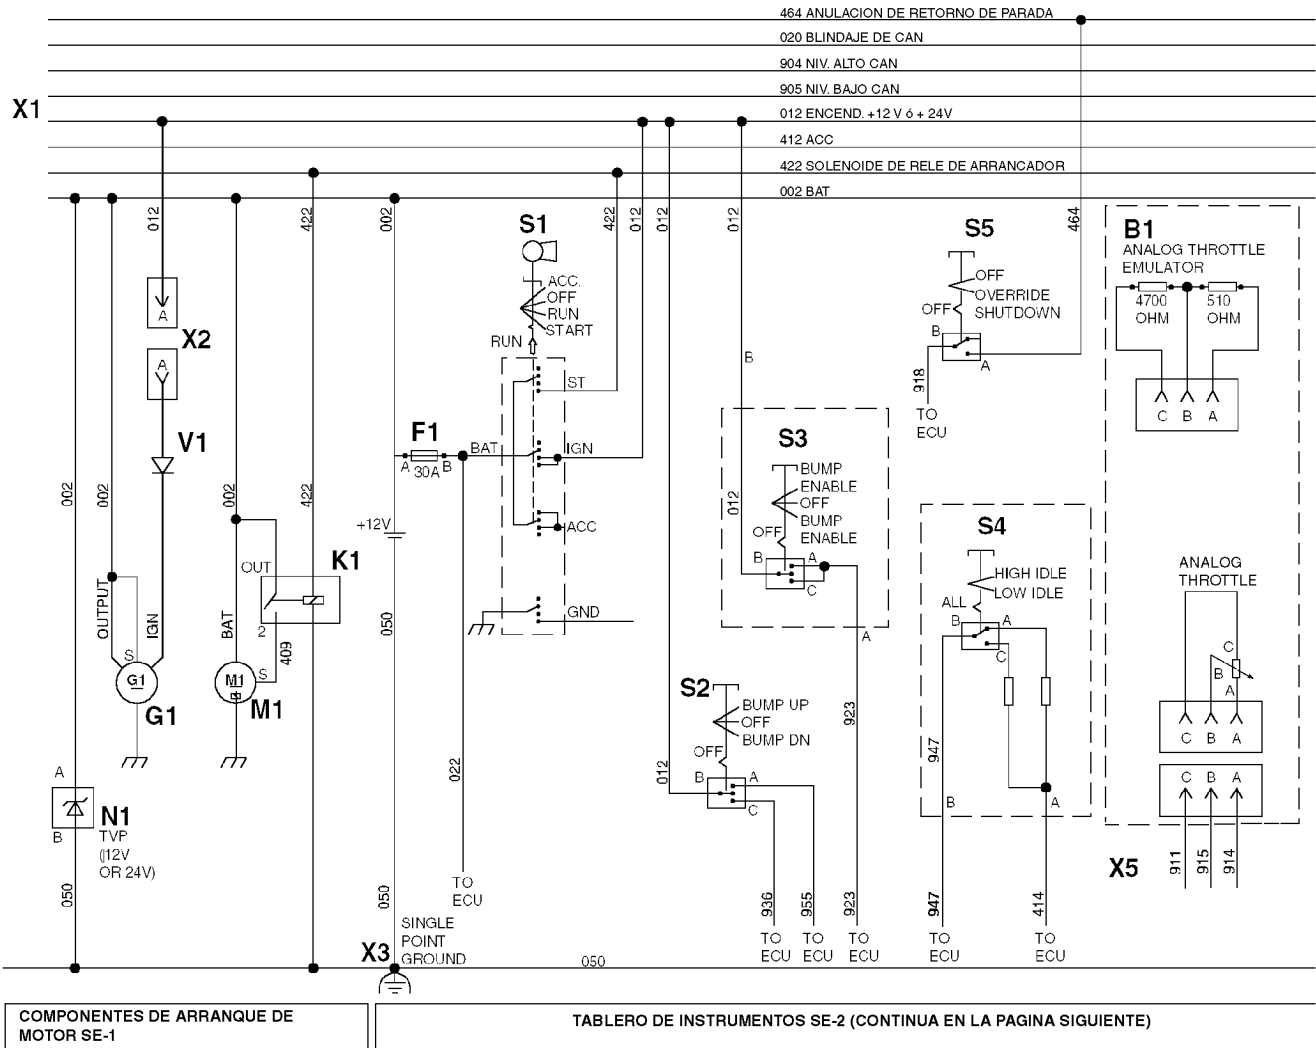 464 ANULACION DE RETORNO DE PARADA
020 BLINDAJE DE CAN
904 NIV. ALTO CAN
905 NIV. BAJO CAN
X1
012 ENCEND. +12 V ó + 24V
412 ACC
422 SOLENOIDE DE RELE DE ARRANCADOR
002 BAT
012
422
002
422
012
012
012
464
S1
ACC.
OFF
RUN
START
RUN
ST
IGN
ACC
GND
BAT
S5
OFF
OVERRIDE
SHUTDOWN
OFF
B
A
918
TO
ECU
B1
ANALOG THROTTLE
EMULATOR
4700
OHM
510
OHM
C B A
A
X2
A
V1
F1
A
30A
B
002
002
002
422
+12V
B
S3
BUMP
ENABLE
OFF
BUMP
ENABLE
OFF
012
B
A
C
A
S4
HIGH IDLE
LOW IDLE
ALL
B
A
C
ANALOG
THROTTLE
C
B
A
C B A
C B A
K1
OUT
2
409
OUTPUT
IGN
BAT
050
S
G1
G1
M1
S
M1
S2
BUMP UP
OFF
BUMP DN
OFF
B
A
C
012
923
947
B
A
A
N1
B
TVP
(12V
OR 24V)
022
X5
911
915
914
050
050
TO
ECU
936
955
923
947
414
TO
ECU
TO
ECU
TO
ECU
TO
ECU
TO
ECU
X3
SINGLE
POINT
GROUND
050
COMPONENTES DE ARRANQUE DE
MOTOR SE-1
TABLERO DE INSTRUMENTOS SE-2 (CONTINUA EN LA PAGINA SIGUIENTE)